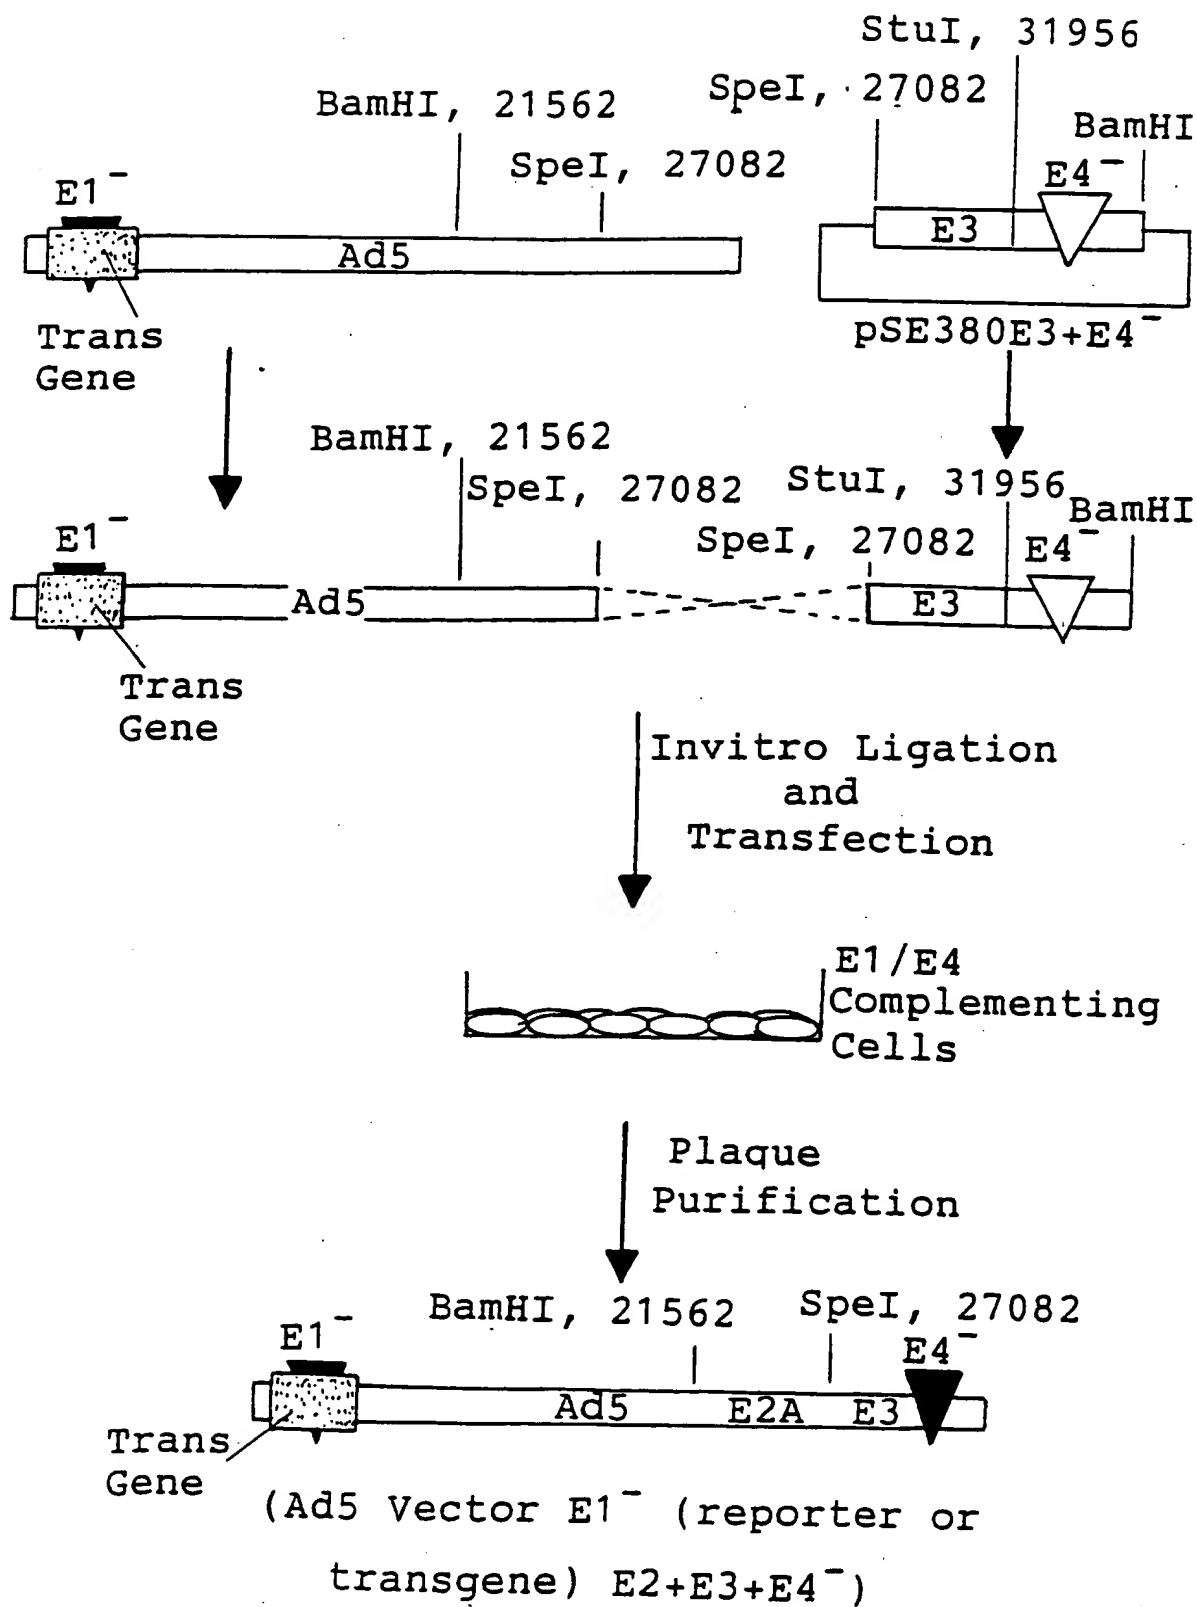 StuI, 31956
SpeI, 27082
BamHI, 21562
BamHI
SpeI, 27082
E4⁻
E1⁻
E3
Ad5
Trans
Gene
pSE380E3+E4⁻
BamHI, 21562
SpeI, 27082
StuI, 31956
BamHI
SpeI, 27082
E4⁻
E1⁻
Ad5
E3
Trans
Gene
Invitro Ligation
and
Transfection
E1/E4
Complementing
Cells
Plaque
Purification
BamHI, 21562
SpeI, 27082
E1⁻
E4⁻
Ad5
E2A
E3
Trans
Gene
(Ad5 Vector E1⁻ (reporter or
transgene) E2+E3+E4⁻)